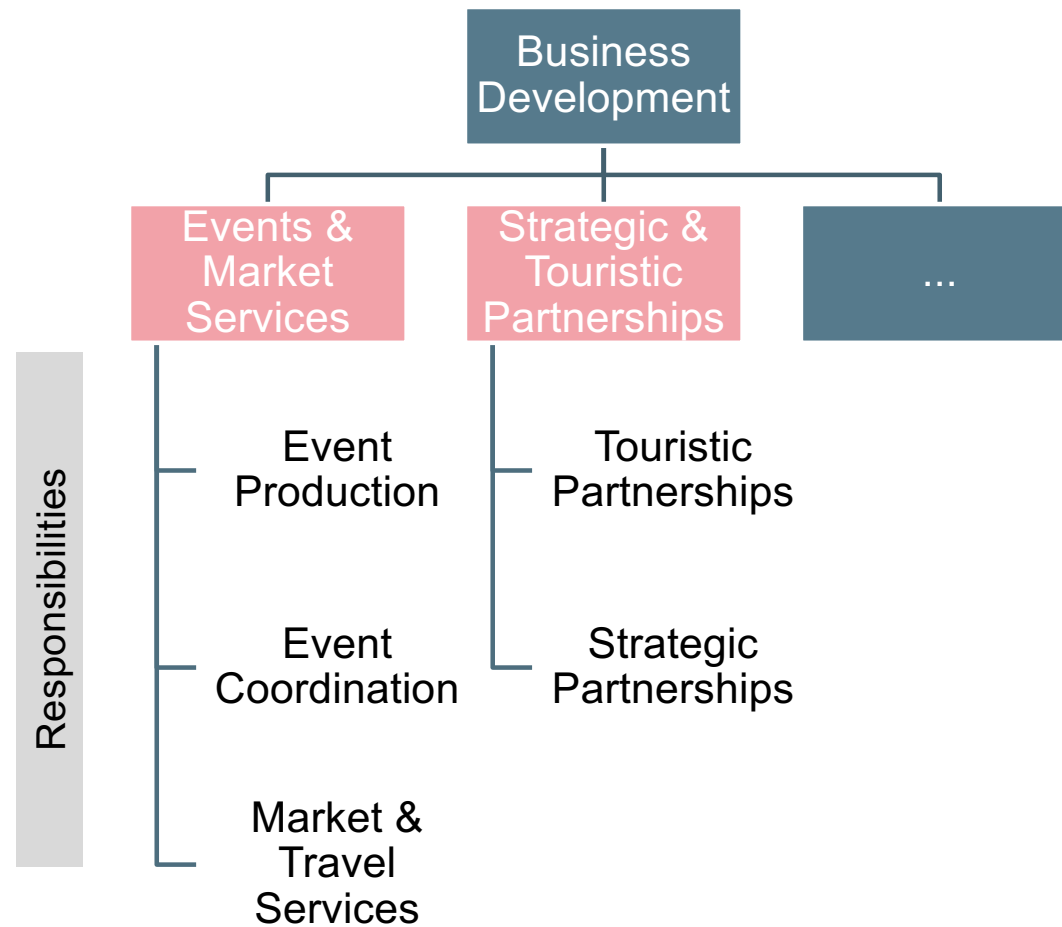 Business
Development
Events &
Market
Services
Strategic &
Touristic
Partnerships
...
Responsibilities
Event
Production
Touristic
Partnerships
Event
Coordination
Strategic
Partnerships
Market &
Travel
Services